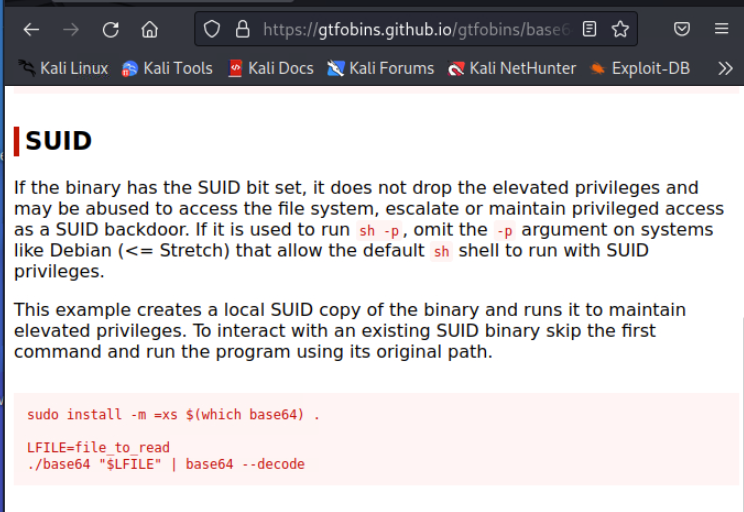 https://gtfobins.github.io/gtfobins/base6
Kali Linux Kali Tools Kali Docs Kali Forums Kali NetHunter Exploit-DB
SUID
If the binary has the SUID bit set, it does not drop the elevated privileges and
may be abused to access the file system, escalate or maintain privileged access
as a SUID backdoor. If it is used to run sh -p, omit the -p argument on systems
like Debian (<= Stretch) that allow the default sh shell to run with SUID
privileges.
This example creates a local SUID copy of the binary and runs it to maintain
elevated privileges. To interact with an existing SUID binary skip the first
command and run the program using its original path.
sudo install -m =xs $(which base64) .
LFILE=file_to_read
./base64 "$LFILE" | base64 --decode